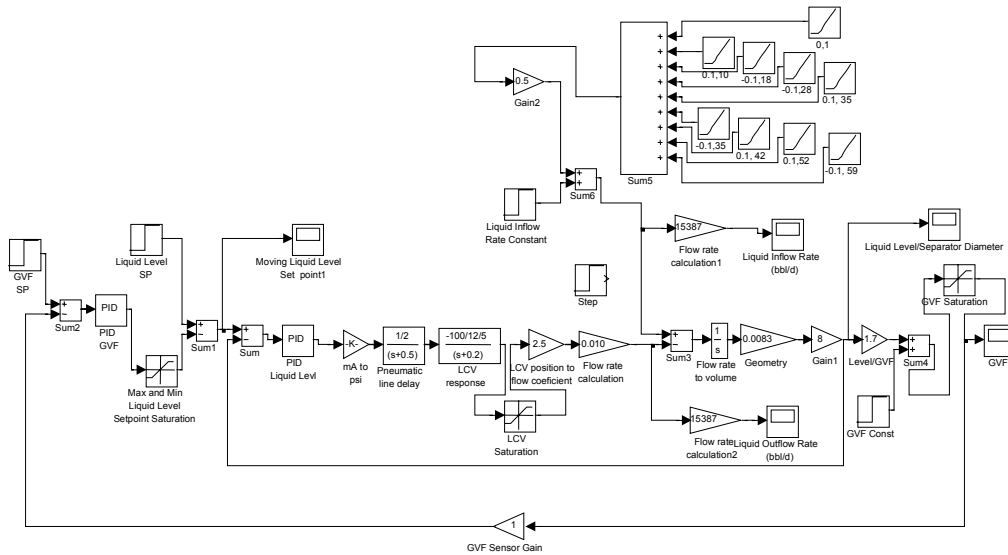 0,1
0.1,10
-0.1,18
-0.1,28
0.1, 35
-0.1,35
0.1, 42
0.1,52
-0.1, 59
Sum5
0.5
Gain2
Sum6
Liquid Inflow
Rate Constant
15387
Flow rate
calculation1
Liquid Inflow Rate
(bbl/d)
Liquid Level/Separator Diameter
GVF
SP
Liquid Level
SP
Moving Liquid Level
Set point1
Step
GVF Saturation
Sum2
PID
PID
GVF
Max and Min
Liquid Level
Setpoint Saturation
Sum1
Sum
PID
PID
Liquid Levl
-K-
mA to
psi
1/2
(s+0.5)
Pneumatic
line delay
-100/12/5
(s+0.2)
LCV
response
LCV
Saturation
2.5
LCV position to
flow coeficient
0.010
Flow rate
calculation
Sum3
1
s
Flow rate
to volume
0.0083
Geometry
8
Gain1
1.7
Level/GVF
Sum4
GVF
GVF Const
15387
Flow rate
calculation2
Liquid Outflow Rate
(bbl/d)
1
GVF Sensor Gain